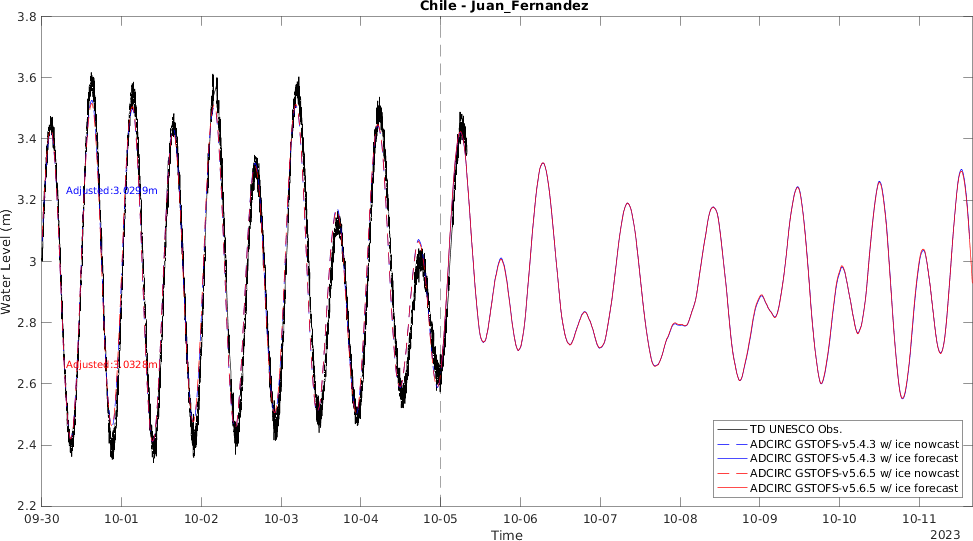 Chile - Juan_Fernandez
3.8
3.6
3.4
3.2
3
2.8
2.6
2.4
2.2
Water Level (m)
Adjusted:3.0299m
Adjusted:3.0328m
TD UNESCO Obs.
ADCIRC GSTOFS-v5.4.3 w/ ice nowcast
ADCIRC GSTOFS-v5.4.3 w/ ice forecast
ADCIRC GSTOFS-v5.6.5 w/ ice nowcast
ADCIRC GSTOFS-v5.6.5 w/ ice forecast
09-30 10-01 10-02 10-03 10-04 10-05 10-06 10-07 10-08 10-09 10-10 10-11
Time
2023